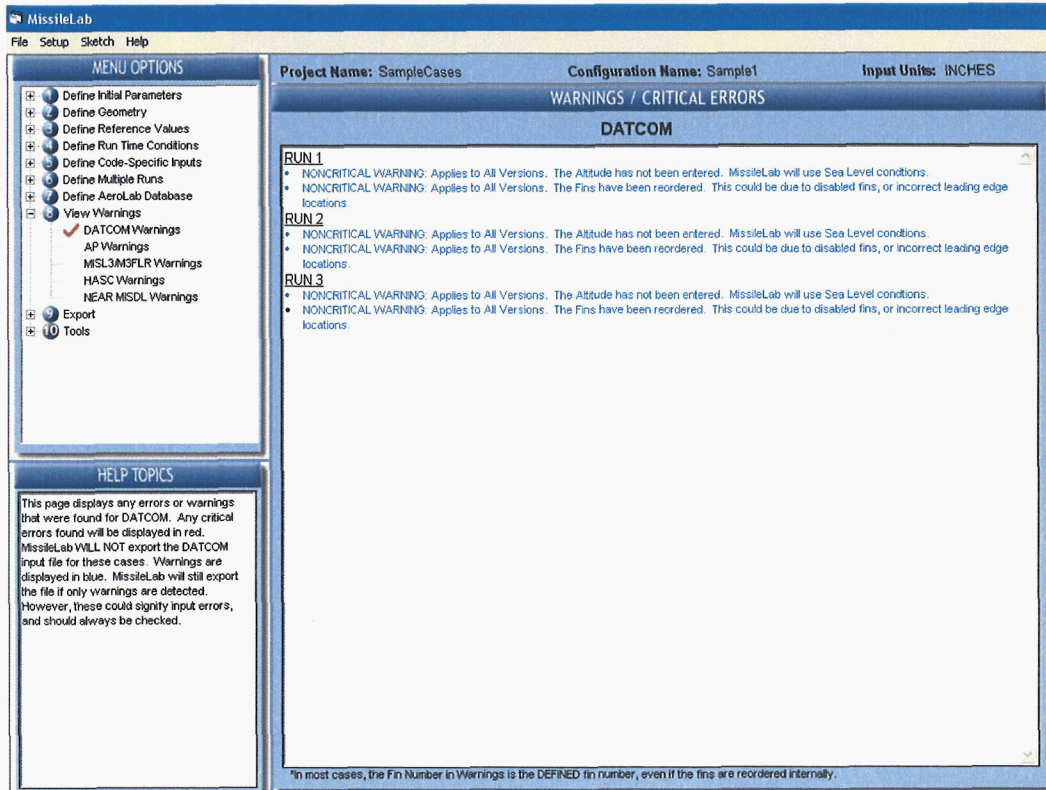 MissileLab
File Setup Sketch Help
MENU OPTIONS
1 Define Initial Parameters
2 Define Geometry
3 Define Reference Values
4 Define Run Time Conditions
5 Define Code-Specific Inputs
6 Define Multiple Runs
7 Define AeroLab Database
8 View Warnings
DATCOM Warnings
AP Warnings
MISL3/M3FLR Warnings
HASC Warnings
NEAR MISDL Warnings
9 Export
10 Tools
HELP TOPICS
This page displays any errors or warnings
that were found for DATCOM. Any critical
errors found will be displayed in red.
MissileLab WILL NOT export the DATCOM
input file for these cases. Warnings are
displayed in blue. MissileLab will still export
the file if only warnings are detected.
However, these could signify input errors,
and should always be checked.
Project Name: SampleCases Configuration Name: Sample1 Input Units: INCHES
WARNINGS / CRITICAL ERRORS
DATCOM
RUN 1
• NONCRITICAL WARNING: Applies to All Versions. The Altitude has not been entered. MissileLab will use Sea Level condtions.
• NONCRITICAL WARNING: Applies to All Versions. The Fins have been reordered. This could be due to disabled fins, or incorrect leading edge
locations.
RUN 2
• NONCRITICAL WARNING: Applies to All Versions. The Altitude has not been entered. MissileLab will use Sea Level condtions.
• NONCRITICAL WARNING: Applies to All Versions. The Fins have been reordered. This could be due to disabled fins, or incorrect leading edge
locations.
RUN 3
• NONCRITICAL WARNING: Applies to All Versions. The Altitude has not been entered. MissileLab will use Sea Level condtions.
• NONCRITICAL WARNING: Applies to All Versions. The Fins have been reordered. This could be due to disabled fins, or incorrect leading edge
locations.
*In most cases, the Fin Number in Warnings is the DEFINED fin number, even if the fins are reordered internally.